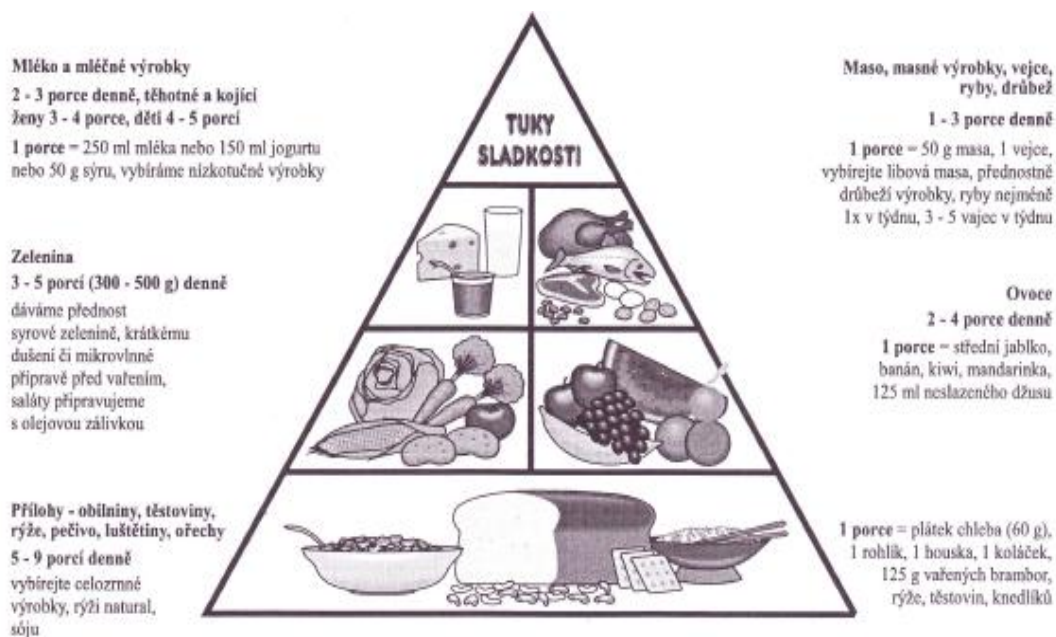 Mléko a mléčné výrobky
2 - 3 porce denně, těhotné a kojící
ženy 3 - 4 porce, děti 4 - 5 porcí
1 porce = 250 ml mléka nebo 150 ml jogurtu
nebo 50 g sýru, vybíráme nízkotučné výrobky
Zelenina
3 - 5 porcí (300 - 500 g) denně
dáváme přednost
syrové zelenině, krátkému
dušení či mikrovlnné
přípravě před vařením,
saláty připravujeme
s olejovou zálivkou
Přílohy - obilniny, těstoviny,
rýže, pečivo, luštětiny, ořechy
5 - 9 porcí denně
vybírejte celozrnné
výrobky, rýži natural,
sóju
TUKY
SLADKOSTI
Maso, masné výrobky, vejce,
ryby, drůbež
1 - 3 porce denně
1 porce = 50 g masa, 1 vejce,
vybírejte libová masa, přednostně
drůbeží výrobky, ryby nejméně
1x v týdnu, 3 - 5 vajec v týdnu
Ovoce
2 - 4 porce denně
1 porce = střední jablko,
banán, kiwi, mandarinka,
125 ml neslazeného džusu
1 porce = plátek chleba (60 g),
1 rohlík, 1 houska, 1 koláček,
125 g vařených brambor,
rýže, těstovin, knedlíků